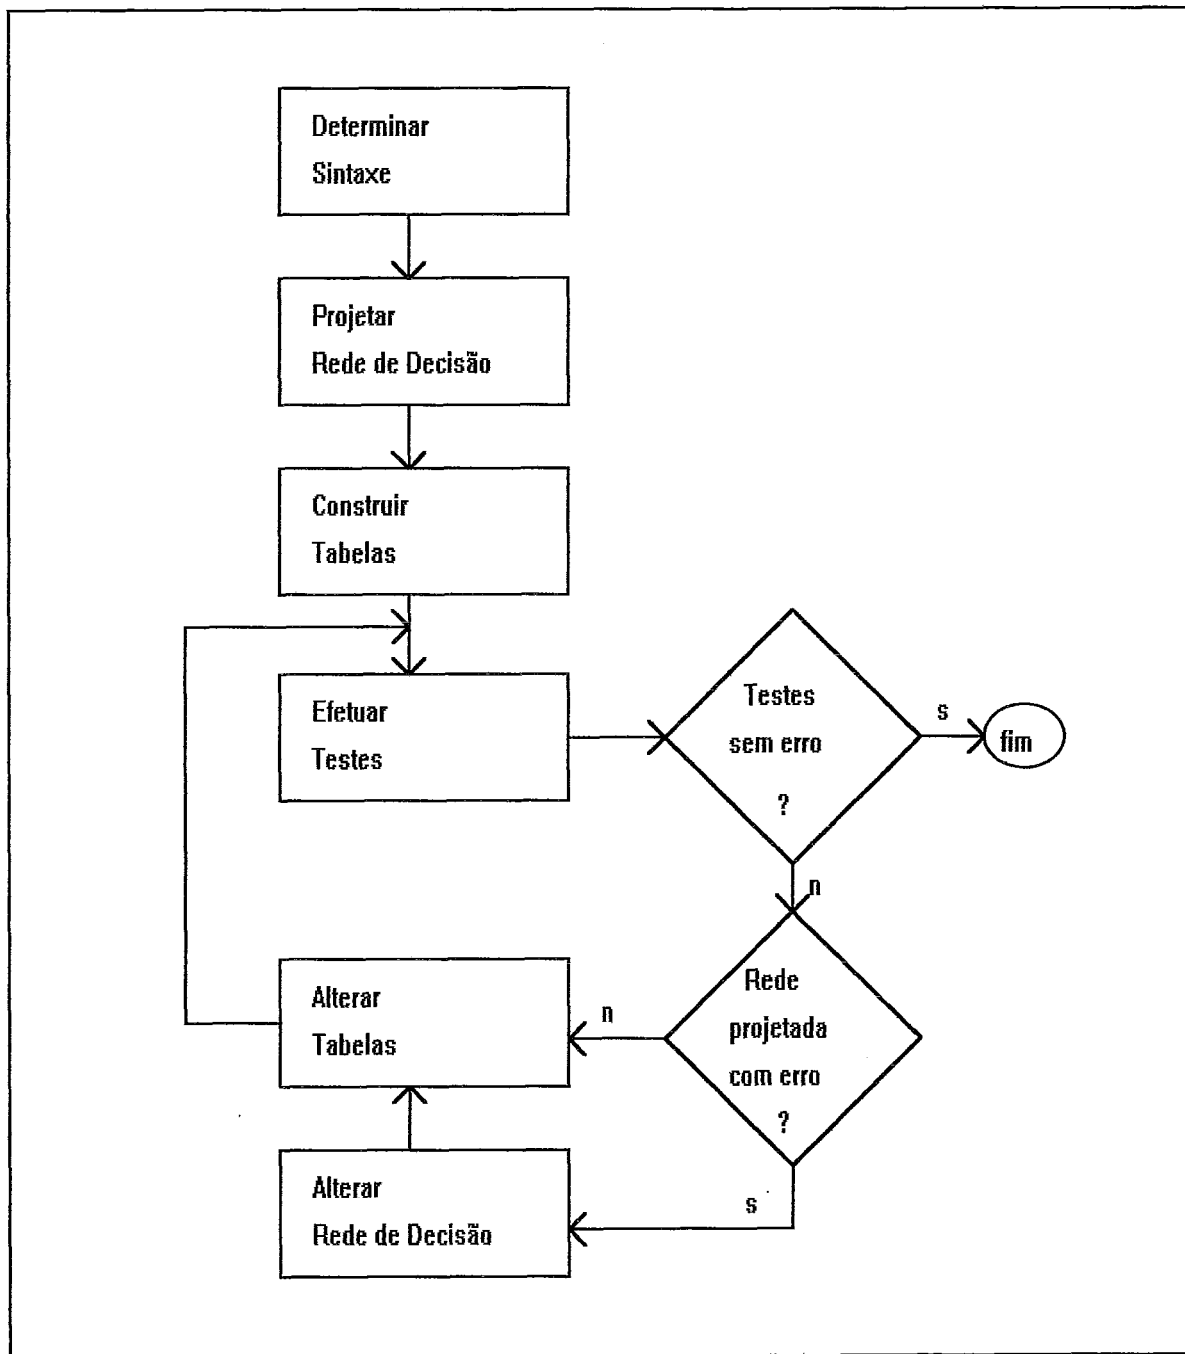 Determinar
Sintaxe
Projetar
Rede de Decisão
Construir
Tabelas
Efetuar
Testes
Testes
sem erro
?
s
fim
n
Rede
projetada
com erro
?
n
Alterar
Tabelas
s
Alterar
Rede de Decisão